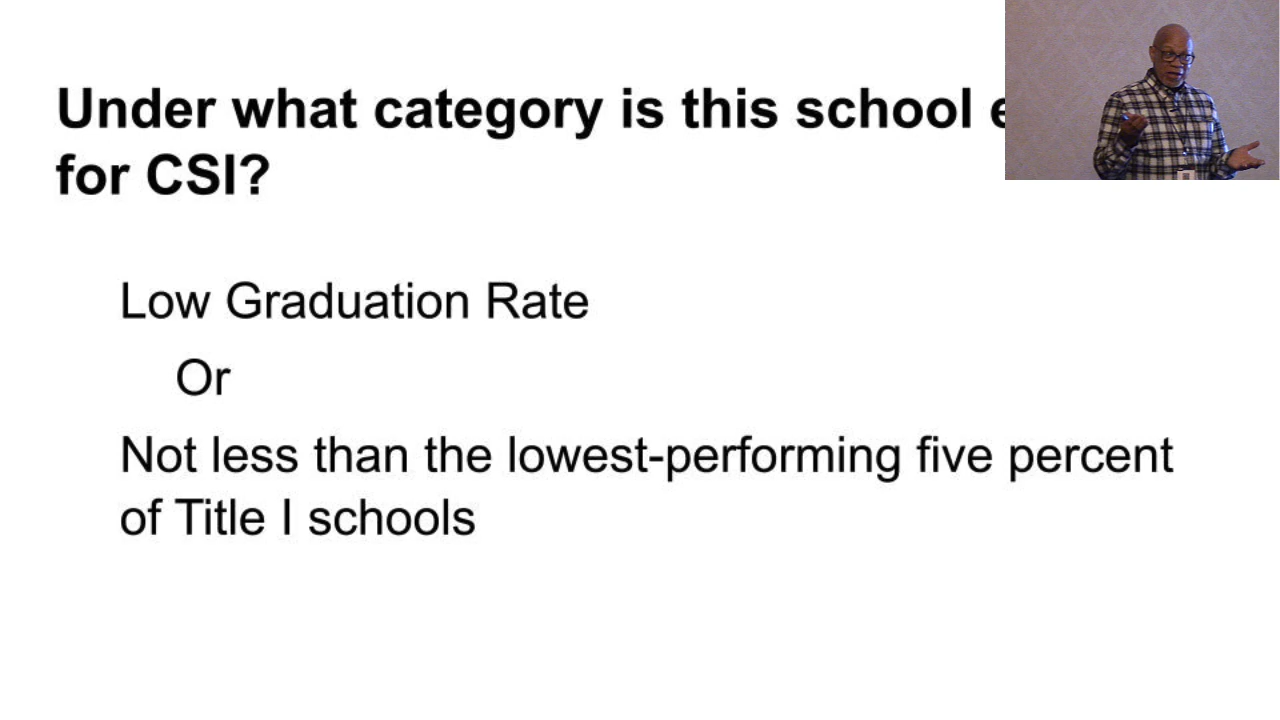 Under what category is this school
for CSI?
Low Graduation Rate
Or
Not less than the lowest-performing five percent
of Title I schools